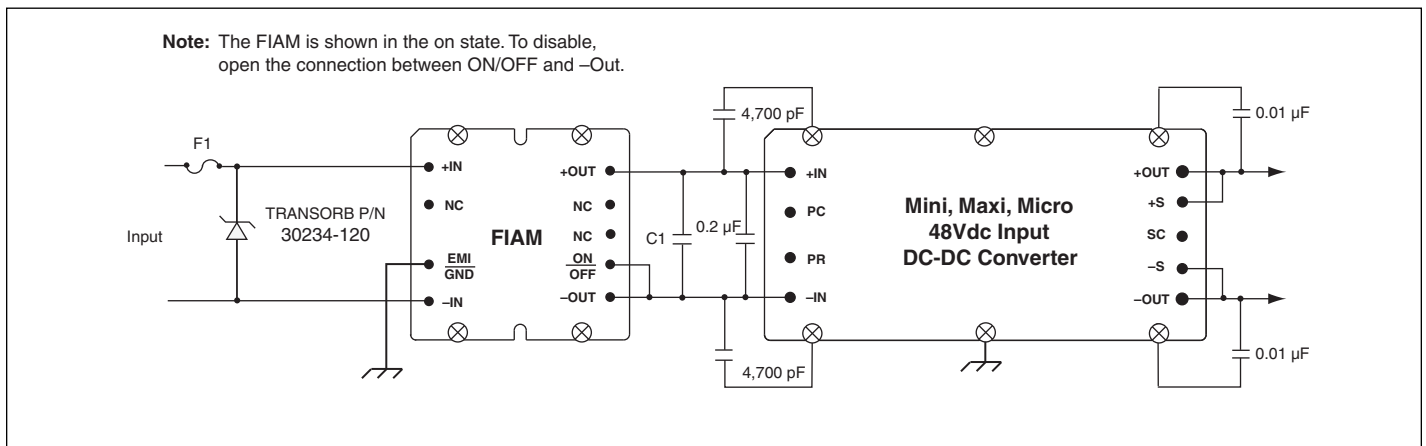 Note: The FIAM is shown in the on state. To disable,
open the connection between ON/OFF and –Out.
F1
Input
TRANSORB P/N
30234-120
+IN
NC
EMI
GND
–IN
FIAM
+OUT
NC
NC
ON
OFF
–OUT
C1
0.2 µF
4,700 pF
4,700 pF
+IN
PC
PR
–IN
Mini, Maxi, Micro
48Vdc Input
DC-DC Converter
+OUT
+S
SC
–S
–OUT
0.01 µF
0.01 µF